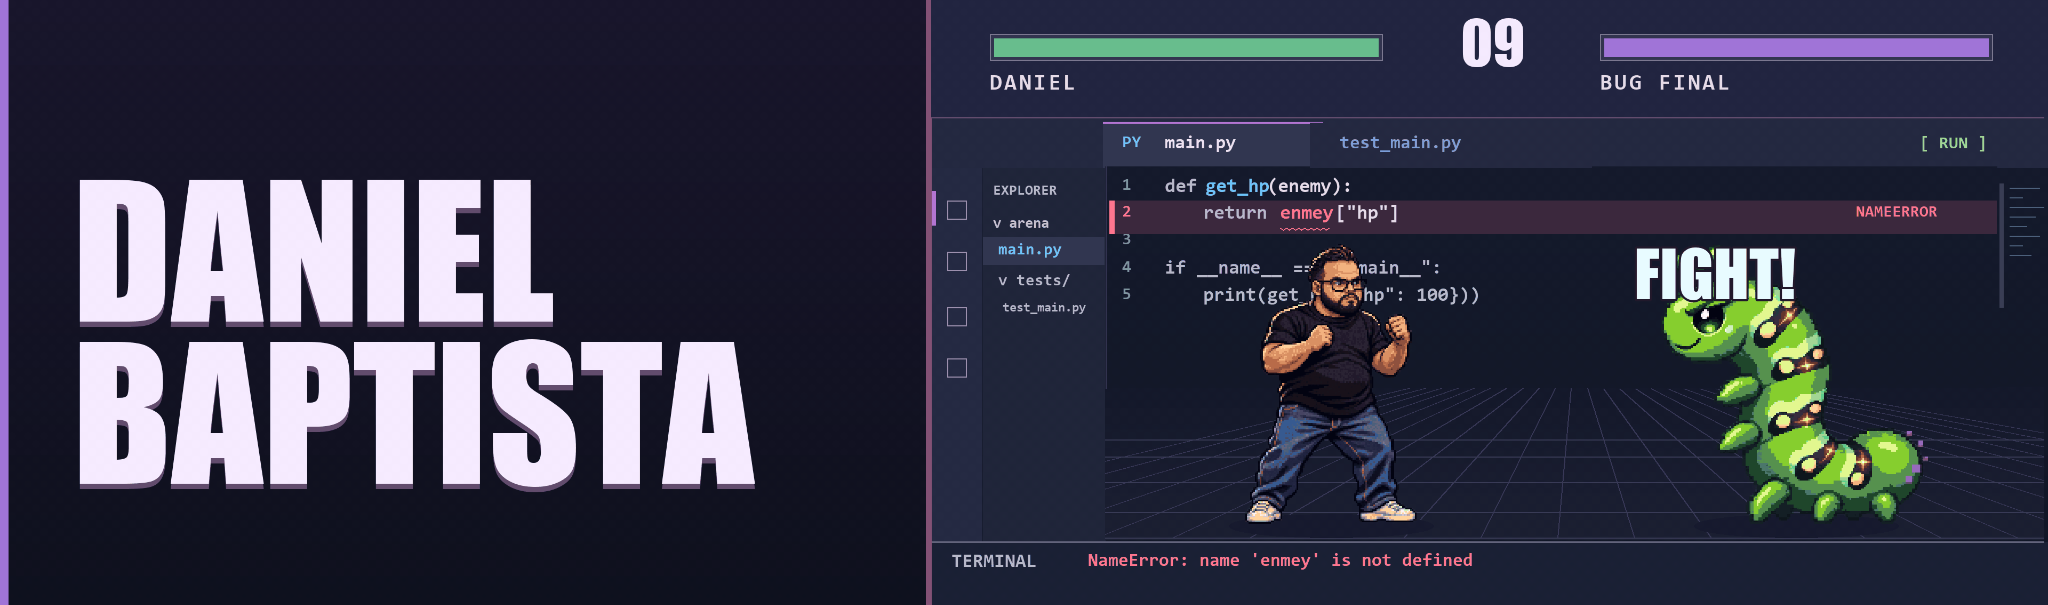 DANIEL
BAPTISTA
09
DANIEL
BUG FINAL
PY main.py
test_main.py
[ RUN ]
EXPLORER
v arena
main.py
v tests/
test_main.py
1 def get_hp(enemy):
2 return enmey["hp"]
NAMEERROR
3
4 if __name__ == main__":
5 print(get_ hp": 100}))
FIGHT!
TERMINAL
NameError: name 'enmey' is not defined